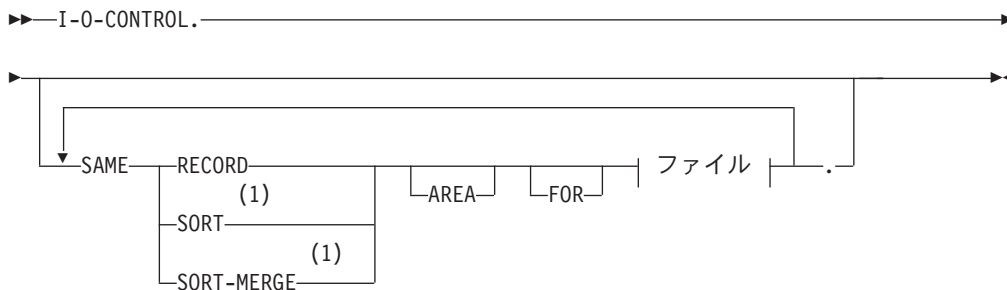 I-O-CONTROL.
SAME RECORD AREA FOR ファイル .
(1)
SORT
(1)
SORT-MERGE